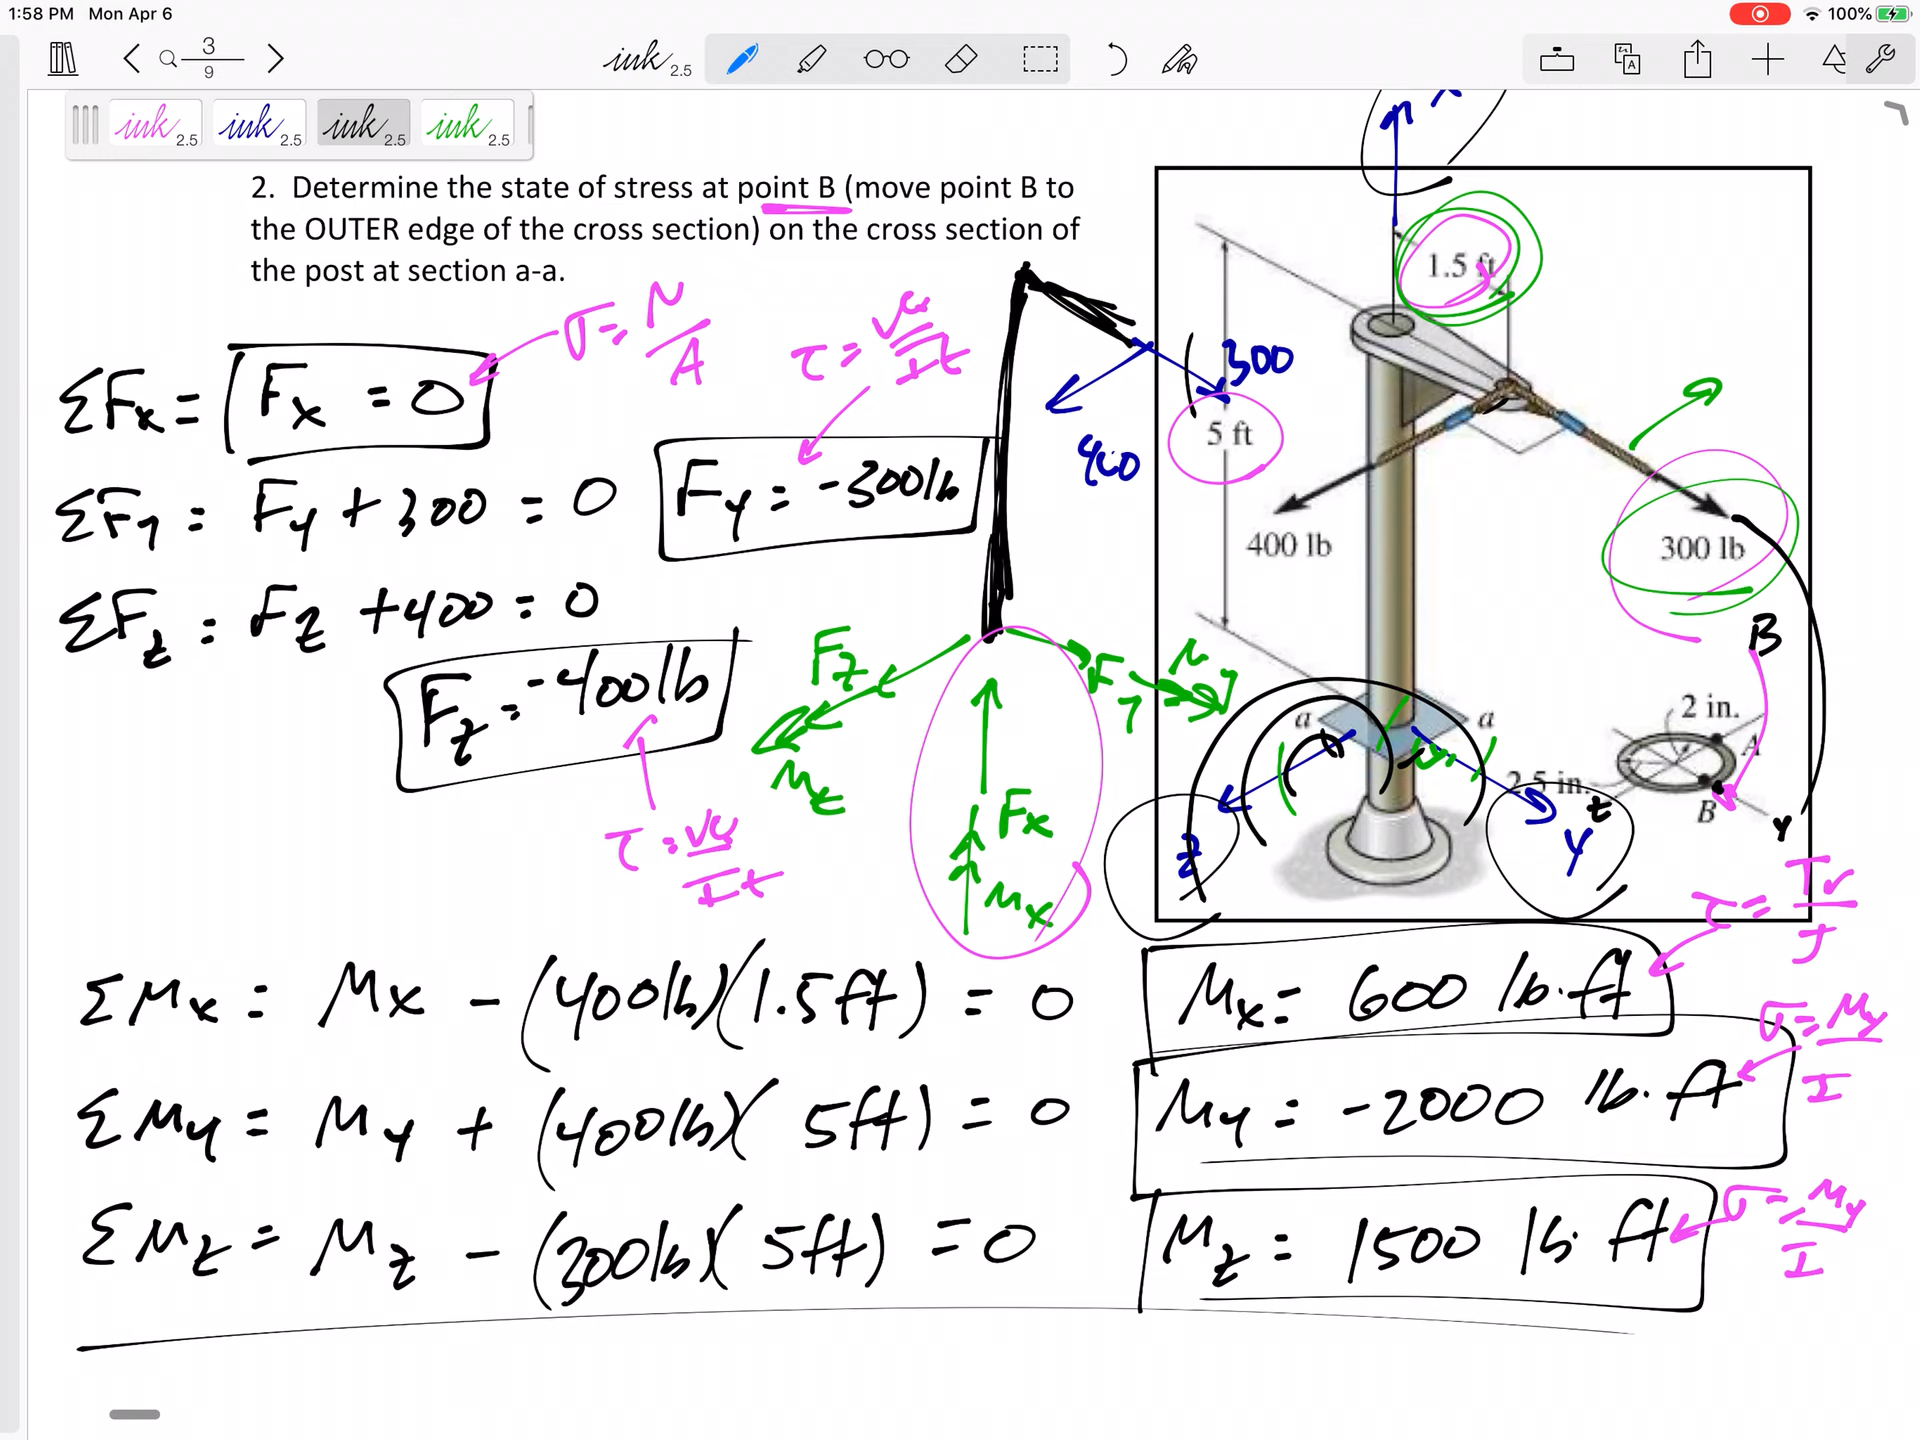 1:58 PM Mon Apr 6
100%
3
9
ink 2.5
ink 2.5
ink 2.5
ink 2.5
ink 2.5
2. Determine the state of stress at point B (move point B to
the OUTER edge of the cross section) on the cross section of
the post at section a-a.
σ = N/A
τ = VQ/It
ΣFx = Fx = 0
ΣFy = Fy + 300 = 0
Fy = -300lb
ΣFz = Fz + 400 = 0
Fz = -400lb
τ = VQ/It
300
400
Fz
Mz
Fy
Fx
Mx
x
1.5 ft
5 ft
400 lb
300 lb
B
a
a
2 in.
A
2.5 in.
z
B
y
z
y
τ = Tr/J
ΣMx = Mx - (400lb)(1.5ft) = 0
Mx = 600 lb·ft
σ = My/I
ΣMy = My + (400lb)(5ft) = 0
My = -2000 lb·ft
σ = My/I
ΣMz = Mz - (300lb)(5ft) = 0
Mz = 1500 lb·ft